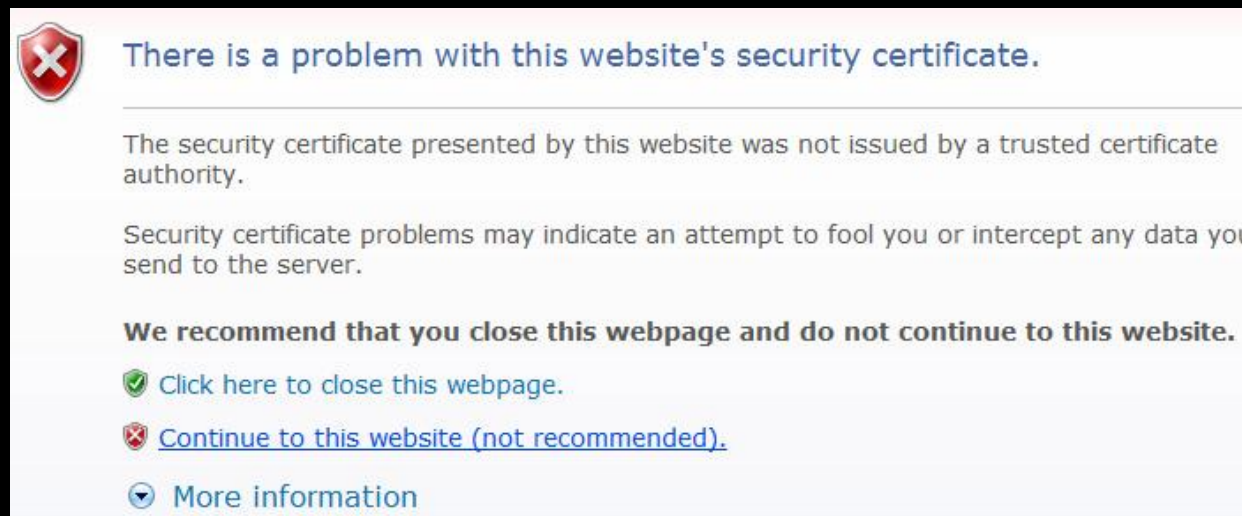 There is a problem with this website's security certificate.
The security certificate presented by this website was not issued by a trusted certificate
authority.
Security certificate problems may indicate an attempt to fool you or intercept any data you
send to the server.
We recommend that you close this webpage and do not continue to this website.
Click here to close this webpage.
Continue to this website (not recommended).
More information